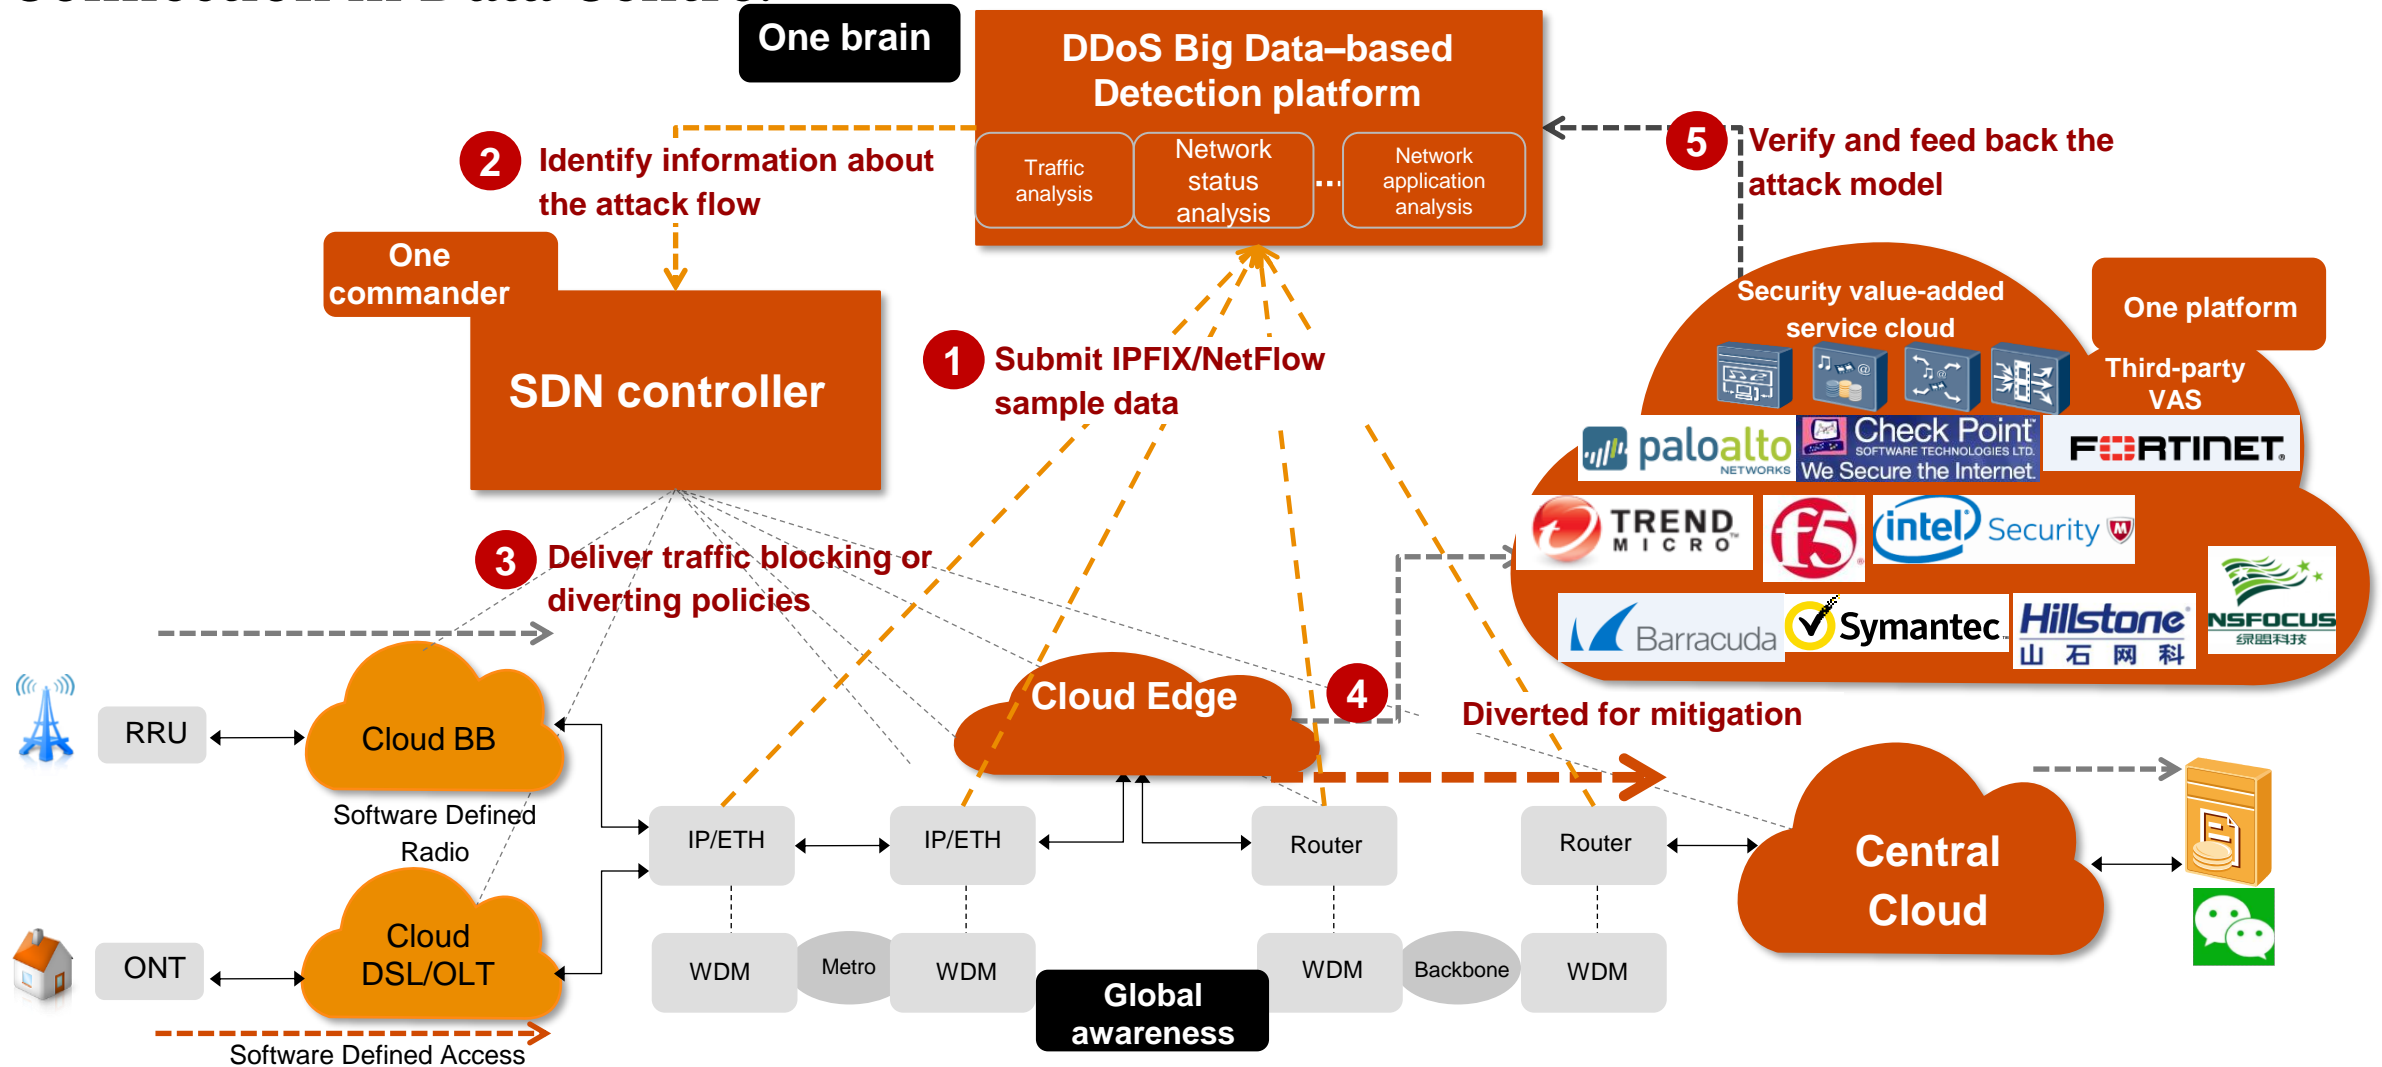 One brain
DDoS Big Data–based
Detection platform
Traffic
analysis
Network
status
analysis
...
Network
application
analysis
2
Identify information about
the attack flow
5
Verify and feed back the
attack model
One
commander
SDN controller
1
Submit IPFIX/NetFlow
sample data
Security value-added
service cloud
One platform
Third-party
VAS
paloalto
NETWORKS
Check Point
SOFTWARE TECHNOLOGIES LTD.
We Secure the Internet.
FORTINET
TREND
MICRO
f5
intel Security
Barracuda
Symantec
Hillstone
山石网科
NSFOCUS
绿盟科技
3
Deliver traffic blocking or
diverting policies
4
Diverted for mitigation
Cloud Edge
RRU
Cloud BB
Software Defined
Radio
IP/ETH
IP/ETH
Router
Router
Central
Cloud
ONT
Cloud
DSL/OLT
WDM
Metro
WDM
WDM
Backbone
WDM
Global
awareness
Software Defined Access